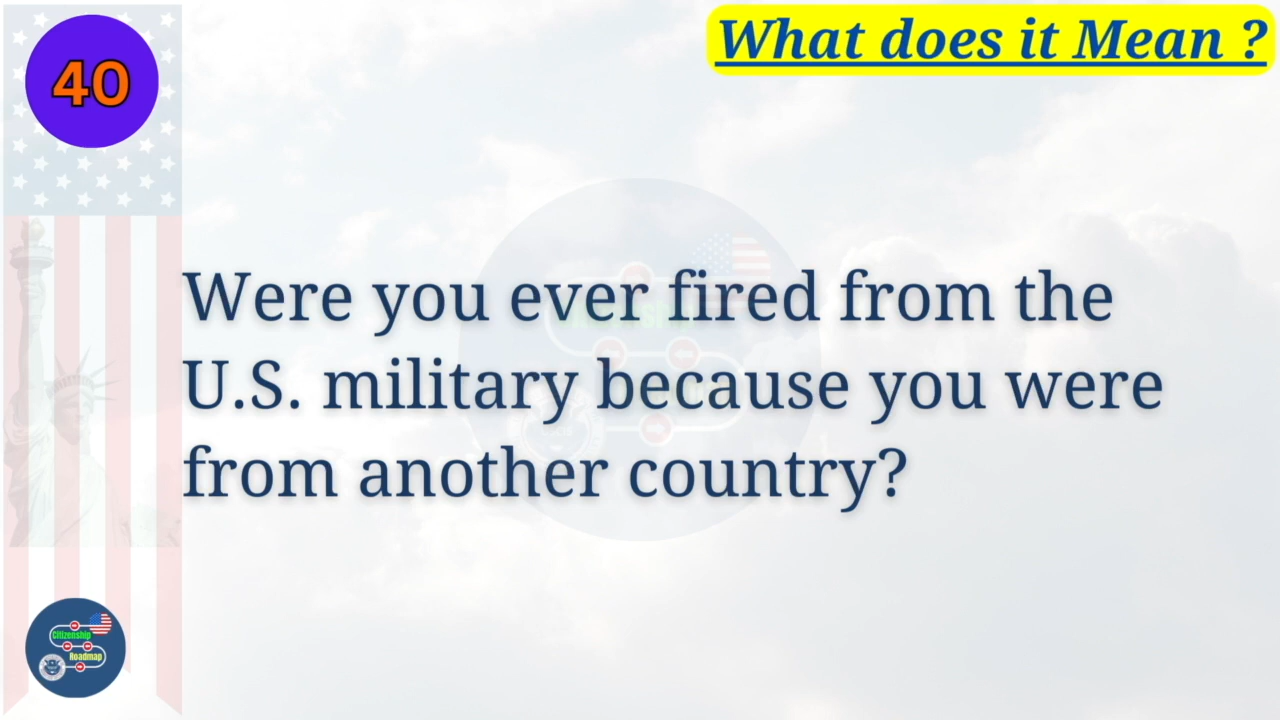 40
What does it Mean ?
Were you ever fired from the
U.S. military because you were
from another country?
Citizenship
Roadmap